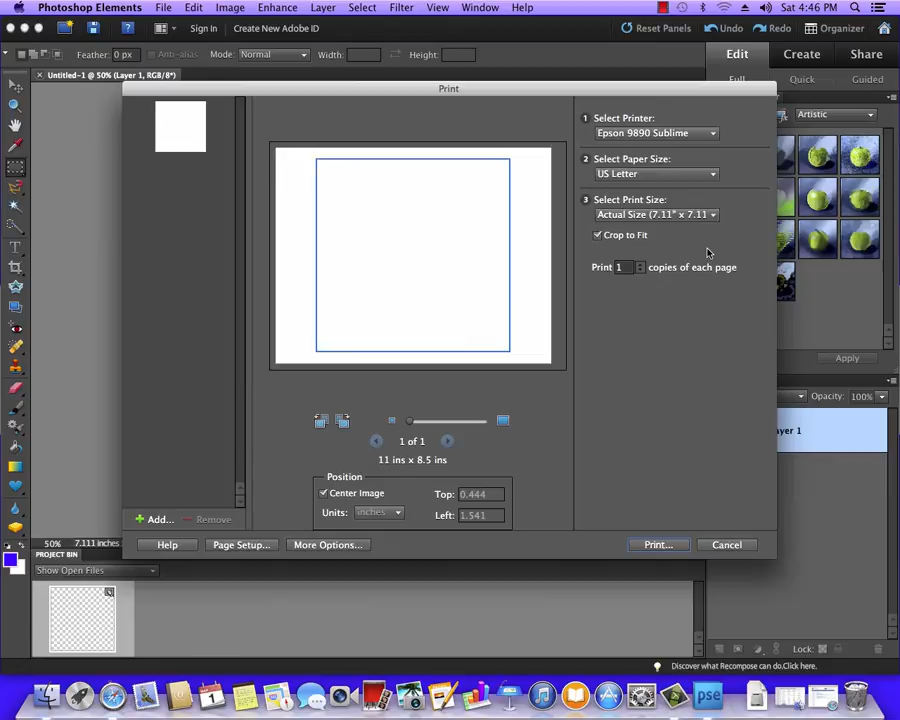 Photoshop Elements File Edit Image Enhance Layer Select Filter View Window Help Sat 4:46 PM
Sign In Create New Adobe ID Reset Panels Undo Redo Organizer
Feather: 0 px Anti-alias Mode: Normal Width: Height: Edit Create Share
Untitled-1 @ 50% (Layer 1, RGB/8*) Full Quick Guided
Print
Artistic
1 Select Printer:
Epson 9890 Sublime
2 Select Paper Size:
US Letter
3 Select Print Size:
Actual Size (7.11" x 7.11
Crop to Fit
Print 1 copies of each page
Apply
Opacity: 100%
ayer 1
1 of 1
11 ins x 8.5 ins
Position
Center Image Top: 0.444
Units: inches Left: 1.541
Add... Remove
Help Page Setup... More Options... Print... Cancel
50% 7.111 inches
PROJECT BIN
Show Open Files
Lock:
Discover what Recompose can do.Click here.
pse